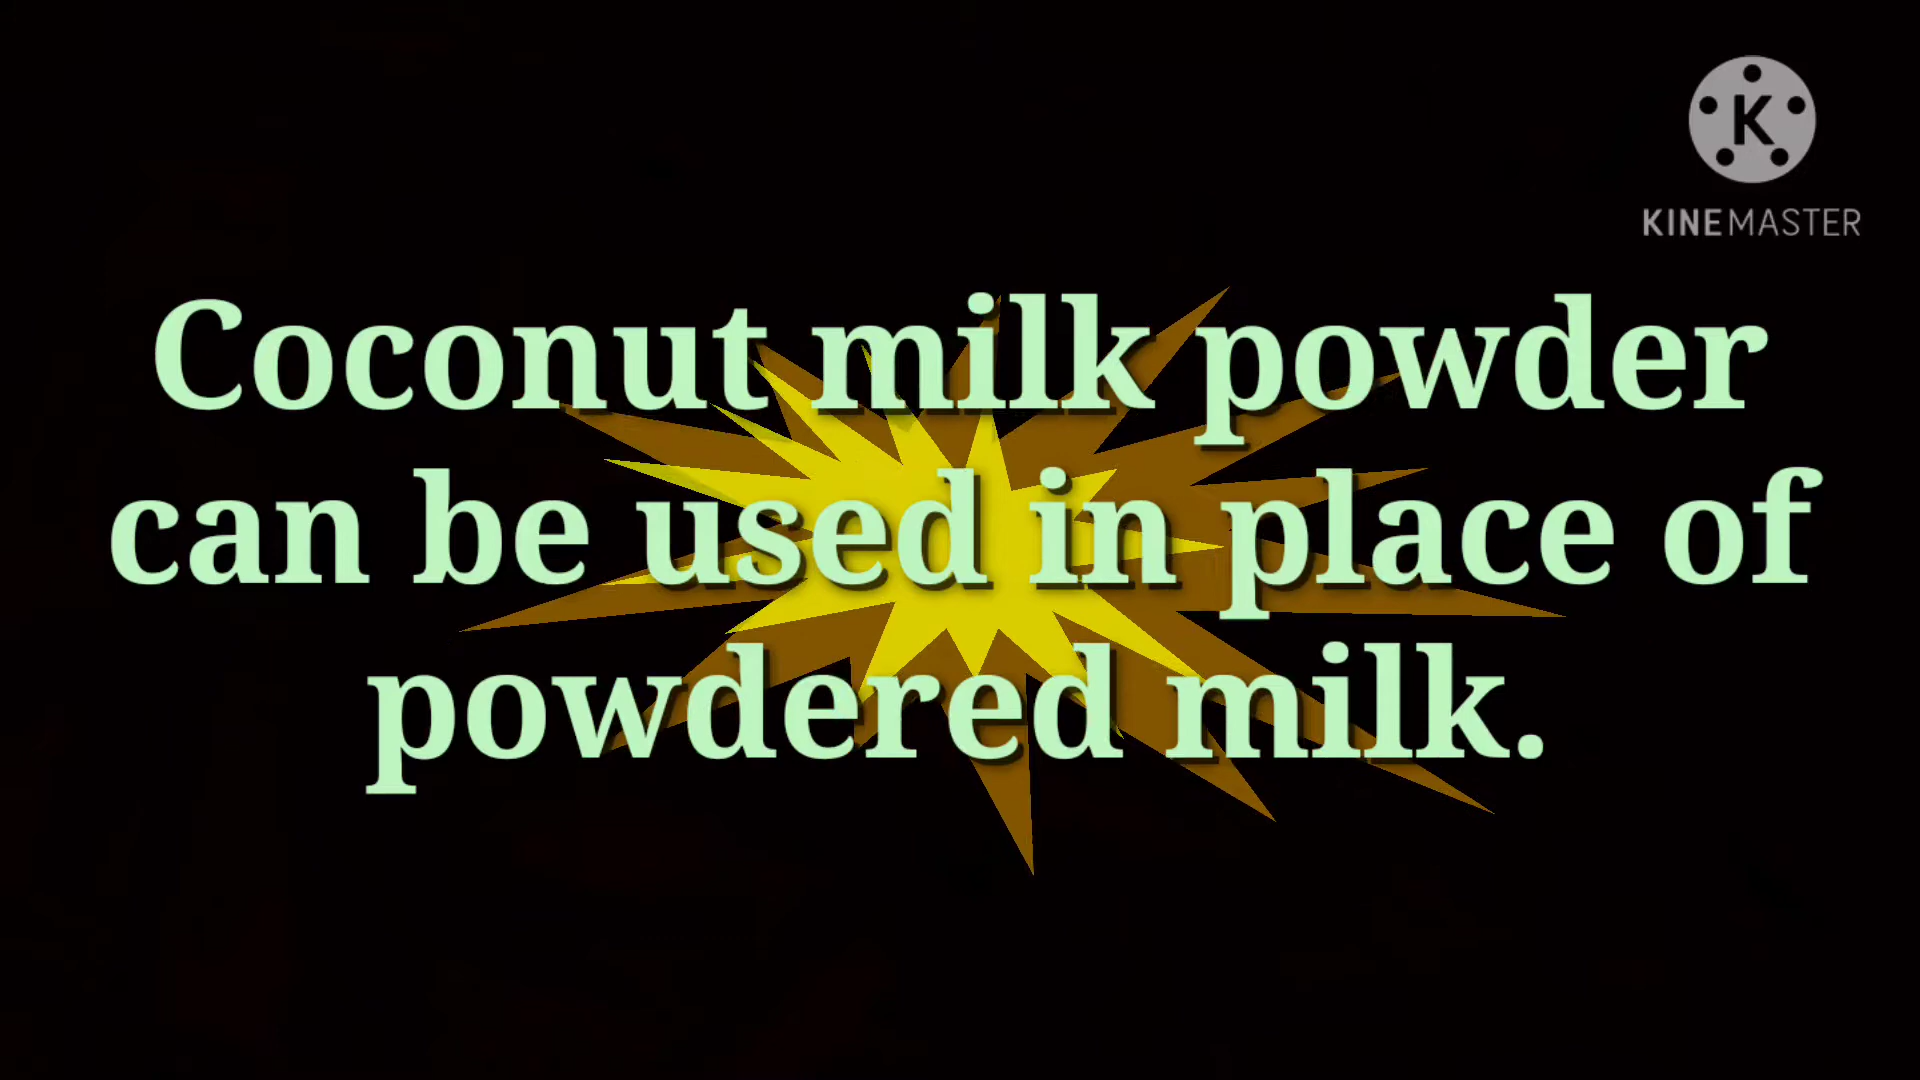 K
KINEMASTER
Coconut milk powder
can be used in place of
powdered milk.